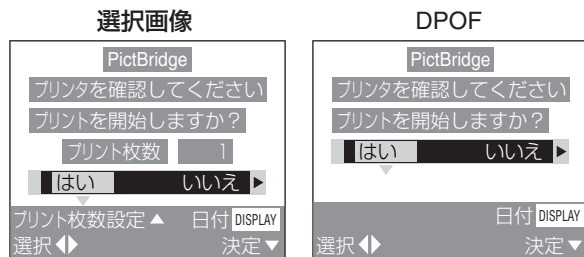 選択画像
PictBridge
プリンタを確認してください
プリントを開始しますか？
プリント枚数 1
はい いいえ ▶
プリント枚数設定 ▲ 日付 DISPLAY
選択 ◀▶ 決定 ▼
DPOF
PictBridge
プリンタを確認してください
プリントを開始しますか？
はい いいえ ▶
日付 DISPLAY
選択 ◀▶ 決定 ▼